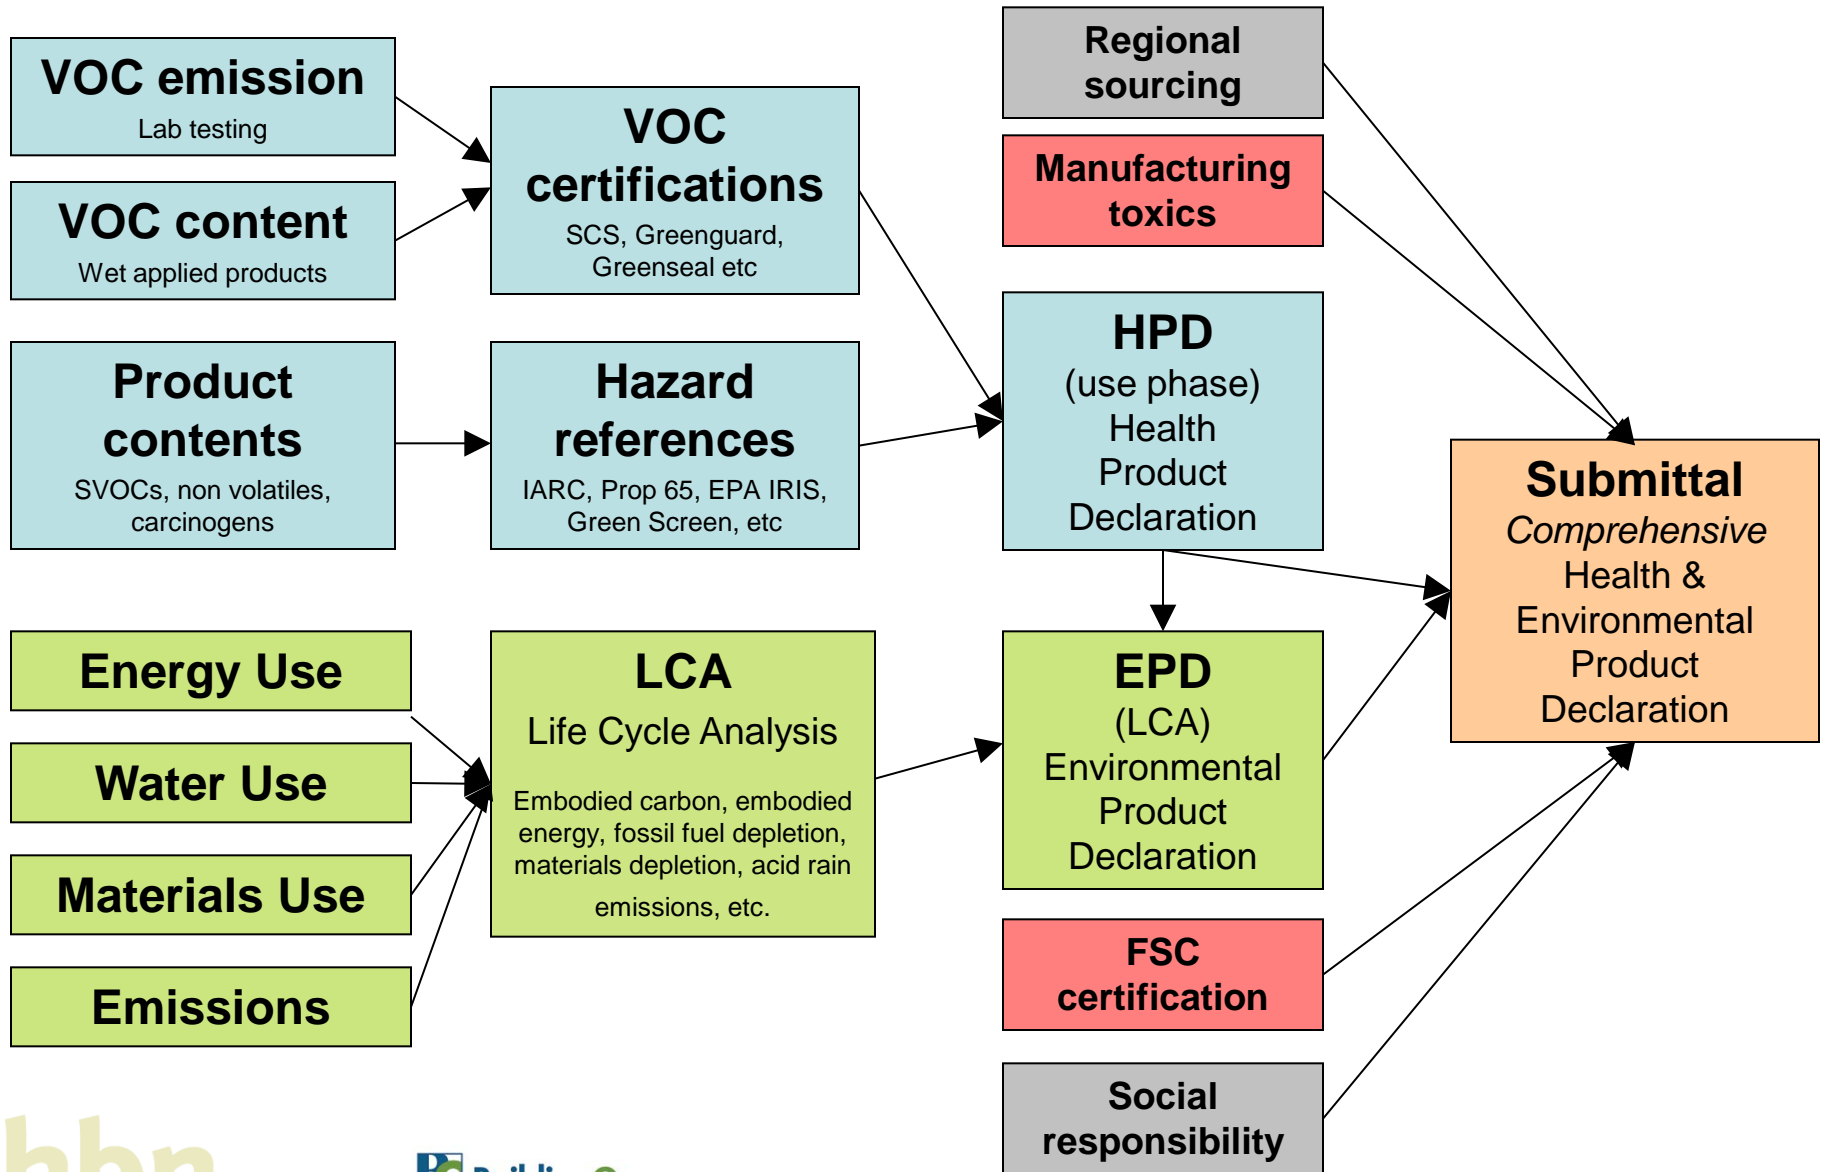 VOC emission
Lab testing
VOC content
Wet applied products
Product
contents
SVOCs, non volatiles,
carcinogens
VOC
certifications
SCS, Greenguard,
Greenseal etc
Hazard
references
IARC, Prop 65, EPA IRIS,
Green Screen, etc
Regional
sourcing
Manufacturing
toxics
HPD
(use phase)
Health
Product
Declaration
Energy Use
Water Use
Materials Use
Emissions
LCA
Life Cycle Analysis
Embodied carbon, embodied
energy, fossil fuel depletion,
materials depletion, acid rain
emissions, etc.
EPD
(LCA)
Environmental
Product
Declaration
FSC
certification
Social
responsibility
Submittal
Comprehensive
Health &
Environmental
Product
Declaration
hbn